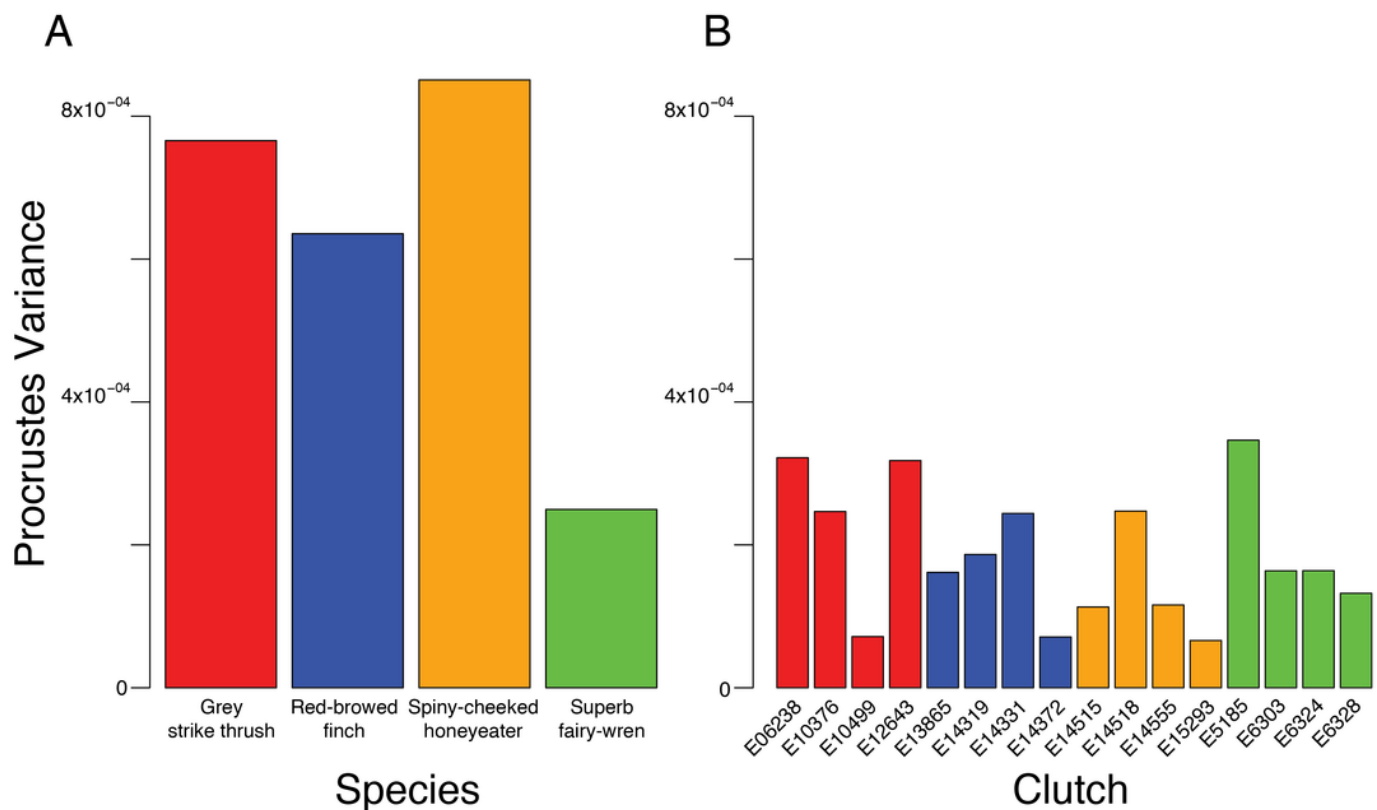 A
Procrustes Variance
8x10⁻⁰⁴
4x10⁻⁰⁴
0
Grey
strike thrush
Red-browed
finch
Spiny-cheeked
honeyeater
Superb
fairy-wren
Species
B
8x10⁻⁰⁴
4x10⁻⁰⁴
0
E06238
E10376
E10499
E12643
E13865
E14319
E14331
E14372
E14515
E14518
E14555
E15293
E5185
E6303
E6324
E6328
Clutch